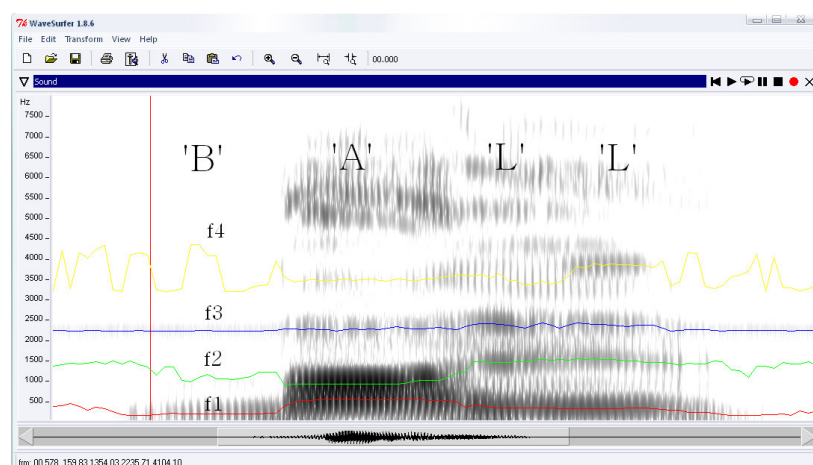 7% WaveSurfer 1.8.6
File Edit Transform View Help
00.000
Sound
Hz
7500
7000
6500
6000
5500
5000
4500
4000
3500
3000
2500
2000
1500
1000
500
'B' 'A' 'L' 'L'
f4
f3
f2
f1
frm: 00.578 159.83 1354.03 2235.71 4104.10